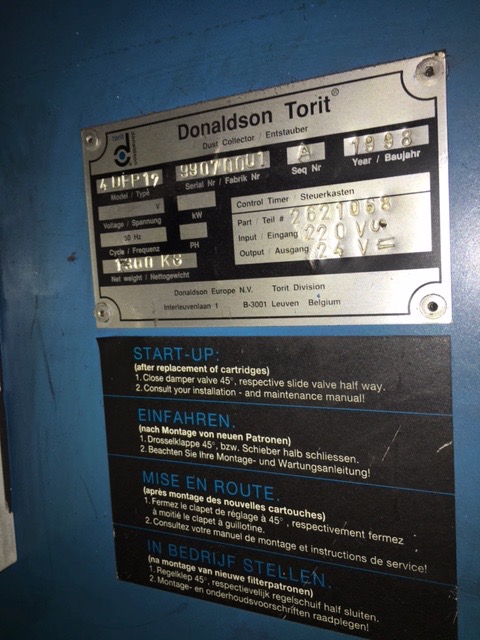 Torit
d
Donaldson Torit®
Dust Collector / Entstauber
4 DFP12 99070041 A 1998
Model / Type Serial Nr / Fabrik Nr Seq Nr Year / Baujahr
V
Voltage / Spannung kW
50 Hz
Cycle / Frequenz PH
1360 KG
Net weight / Nettogewicht
Control Timer / Steuerkasten
Part / Teil # 2621068
Input / Eingang 220 V~
Output / Ausgang 24 V=
Donaldson Europe N.V. Torit Division
Interleuvenlaan 1 B-3001 Leuven Belgium
START-UP:
(after replacement of cartridges)
1. Close damper valve 45°, respective slide valve half way.
2. Consult your installation - and maintenance manual!
EINFAHREN.
(nach Montage von neuen Patronen)
1. Drosselklappe 45°, bzw. Schieber halb schliessen.
2. Beachten Sie Ihre Montage- und Wartungsanleitung!
MISE EN ROUTE.
(après montage des nouvelles cartouches)
1. Fermez le clapet de réglage à 45°, respectivement fermez
à moitié le clapet à guillotine.
2. Consultez votre manuel de montage et instructions de service!
IN BEDRIJF STELLEN.
(na montage van nieuwe filterpatronen)
1. Regelklep 45°, respectievelijk regelschuif half sluiten.
2. Montage- en onderhoudsvoorschriften raadplegen!